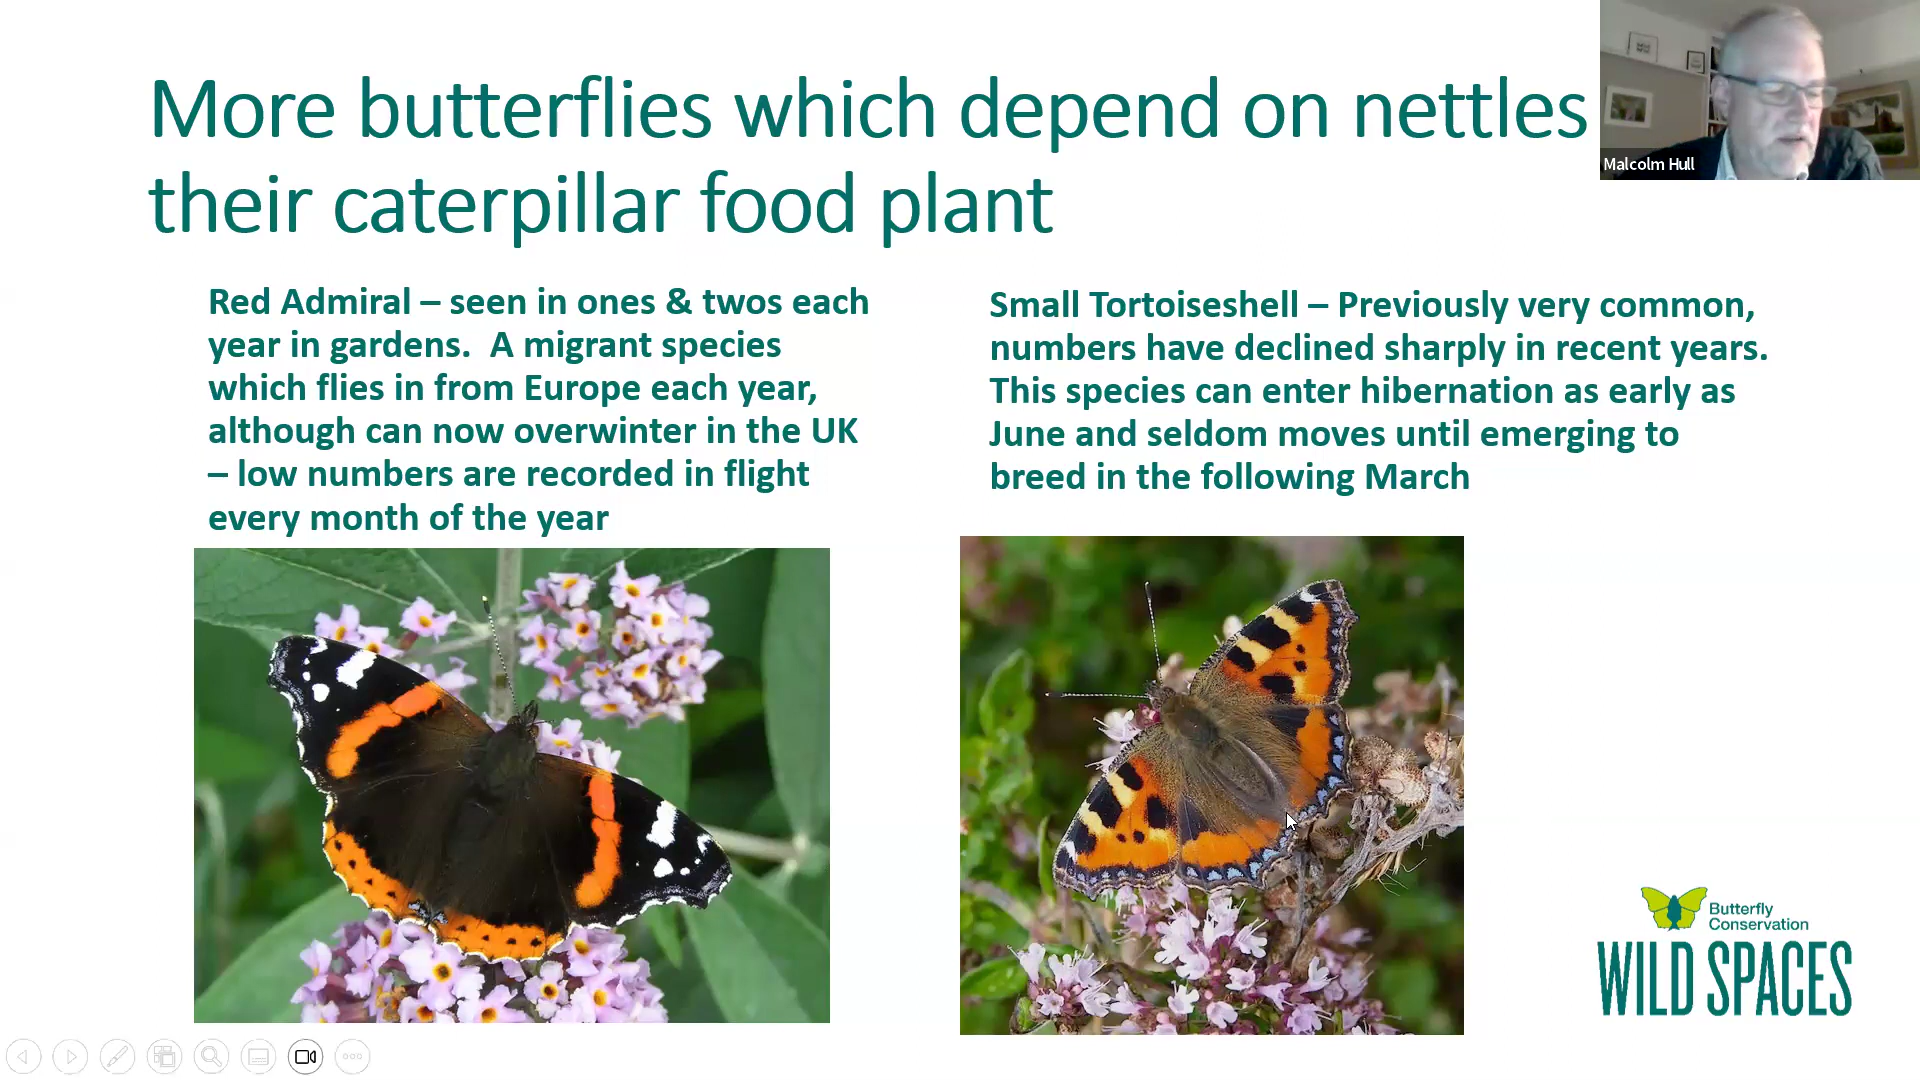 More butterflies which depend on nettles
their caterpillar food plant
Malcolm Hull
Red Admiral – seen in ones & twos each
year in gardens.  A migrant species
which flies in from Europe each year,
although can now overwinter in the UK
– low numbers are recorded in flight
every month of the year
Small Tortoiseshell – Previously very common,
numbers have declined sharply in recent years.
This species can enter hibernation as early as
June and seldom moves until emerging to
breed in the following March
Butterfly
Conservation
WILD SPACES